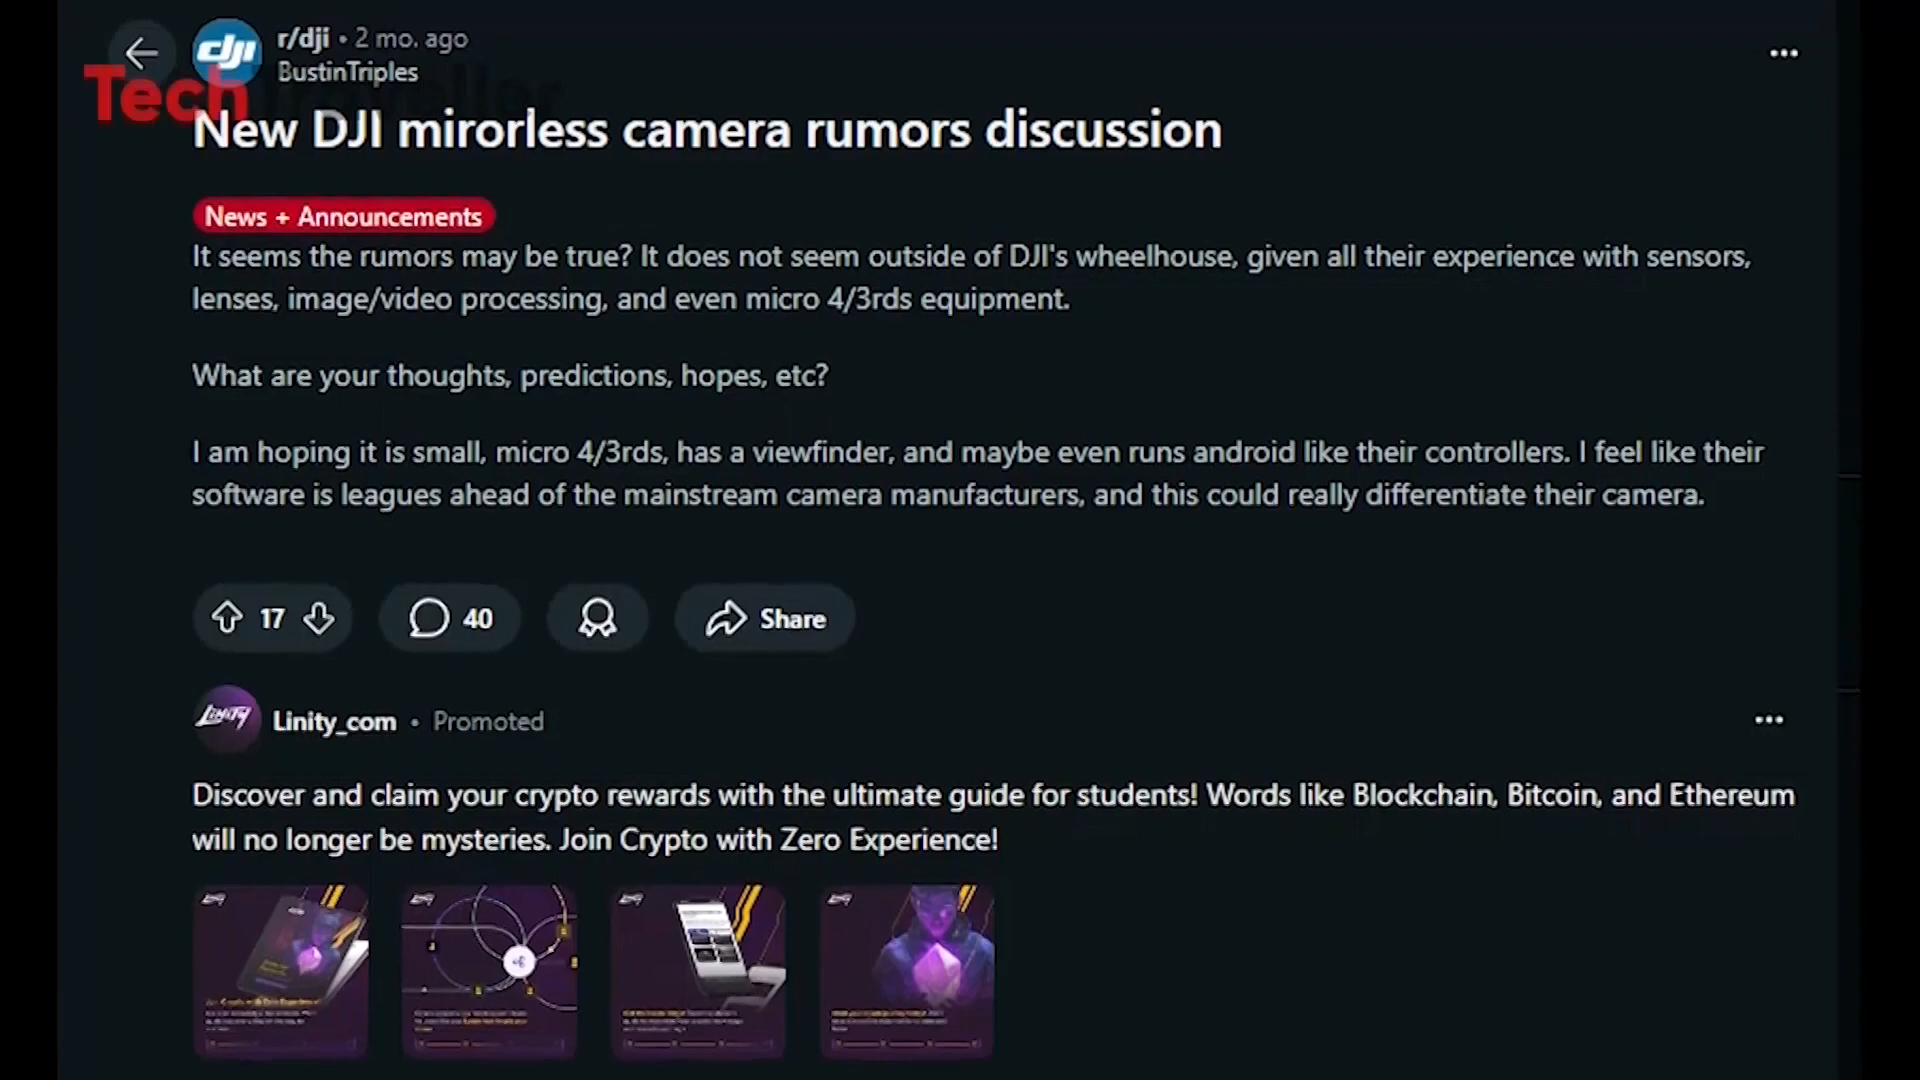 r/dji • 2 mo. ago
dji
BustinTriples
Tech
New DJI mirorless camera rumors discussion
News + Announcements
It seems the rumors may be true? It does not seem outside of DJI's wheelhouse, given all their experience with sensors,
lenses, image/video processing, and even micro 4/3rds equipment.
What are your thoughts, predictions, hopes, etc?
I am hoping it is small, micro 4/3rds, has a viewfinder, and maybe even runs android like their controllers. I feel like their
software is leagues ahead of the mainstream camera manufacturers, and this could really differentiate their camera.
17
40
Share
LINITY
Linity_com • Promoted
Discover and claim your crypto rewards with the ultimate guide for students! Words like Blockchain, Bitcoin, and Ethereum
will no longer be mysteries. Join Crypto with Zero Experience!